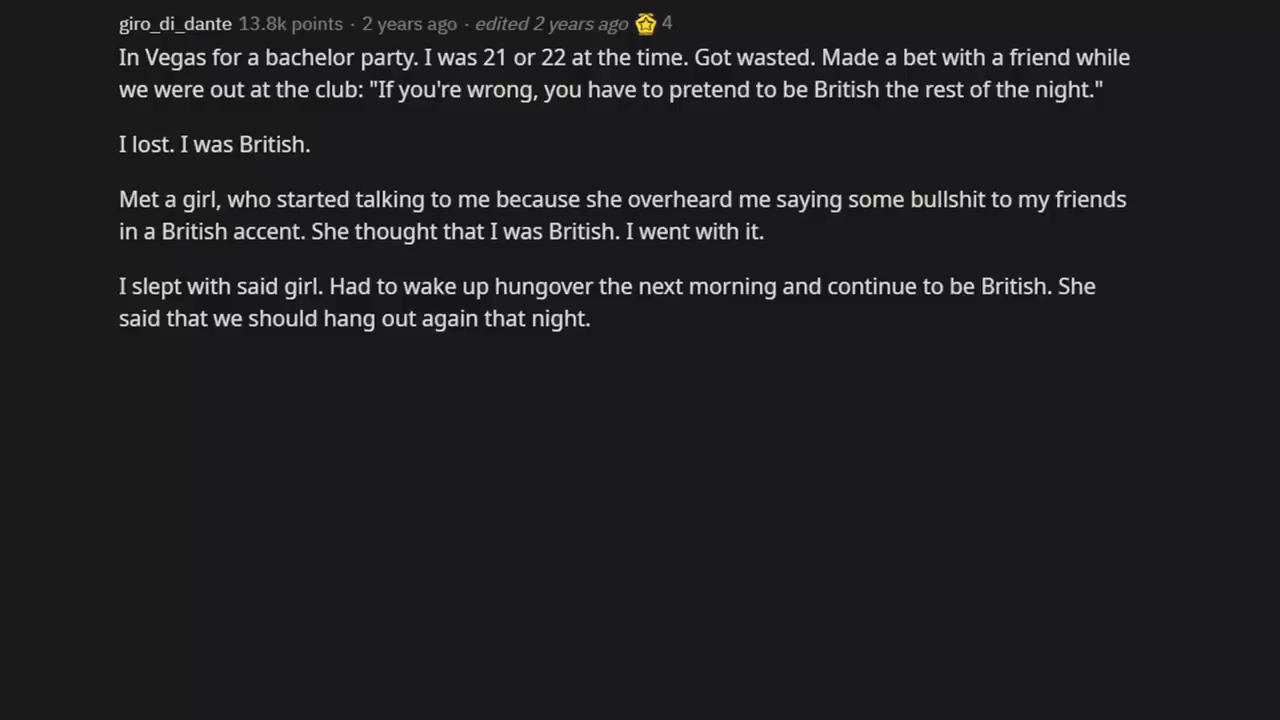 giro_di_dante 13.8k points · 2 years ago · edited 2 years ago 4
In Vegas for a bachelor party. I was 21 or 22 at the time. Got wasted. Made a bet with a friend while
we were out at the club: "If you're wrong, you have to pretend to be British the rest of the night."
I lost. I was British.
Met a girl, who started talking to me because she overheard me saying some bullshit to my friends
in a British accent. She thought that I was British. I went with it.
I slept with said girl. Had to wake up hungover the next morning and continue to be British. She
said that we should hang out again that night.